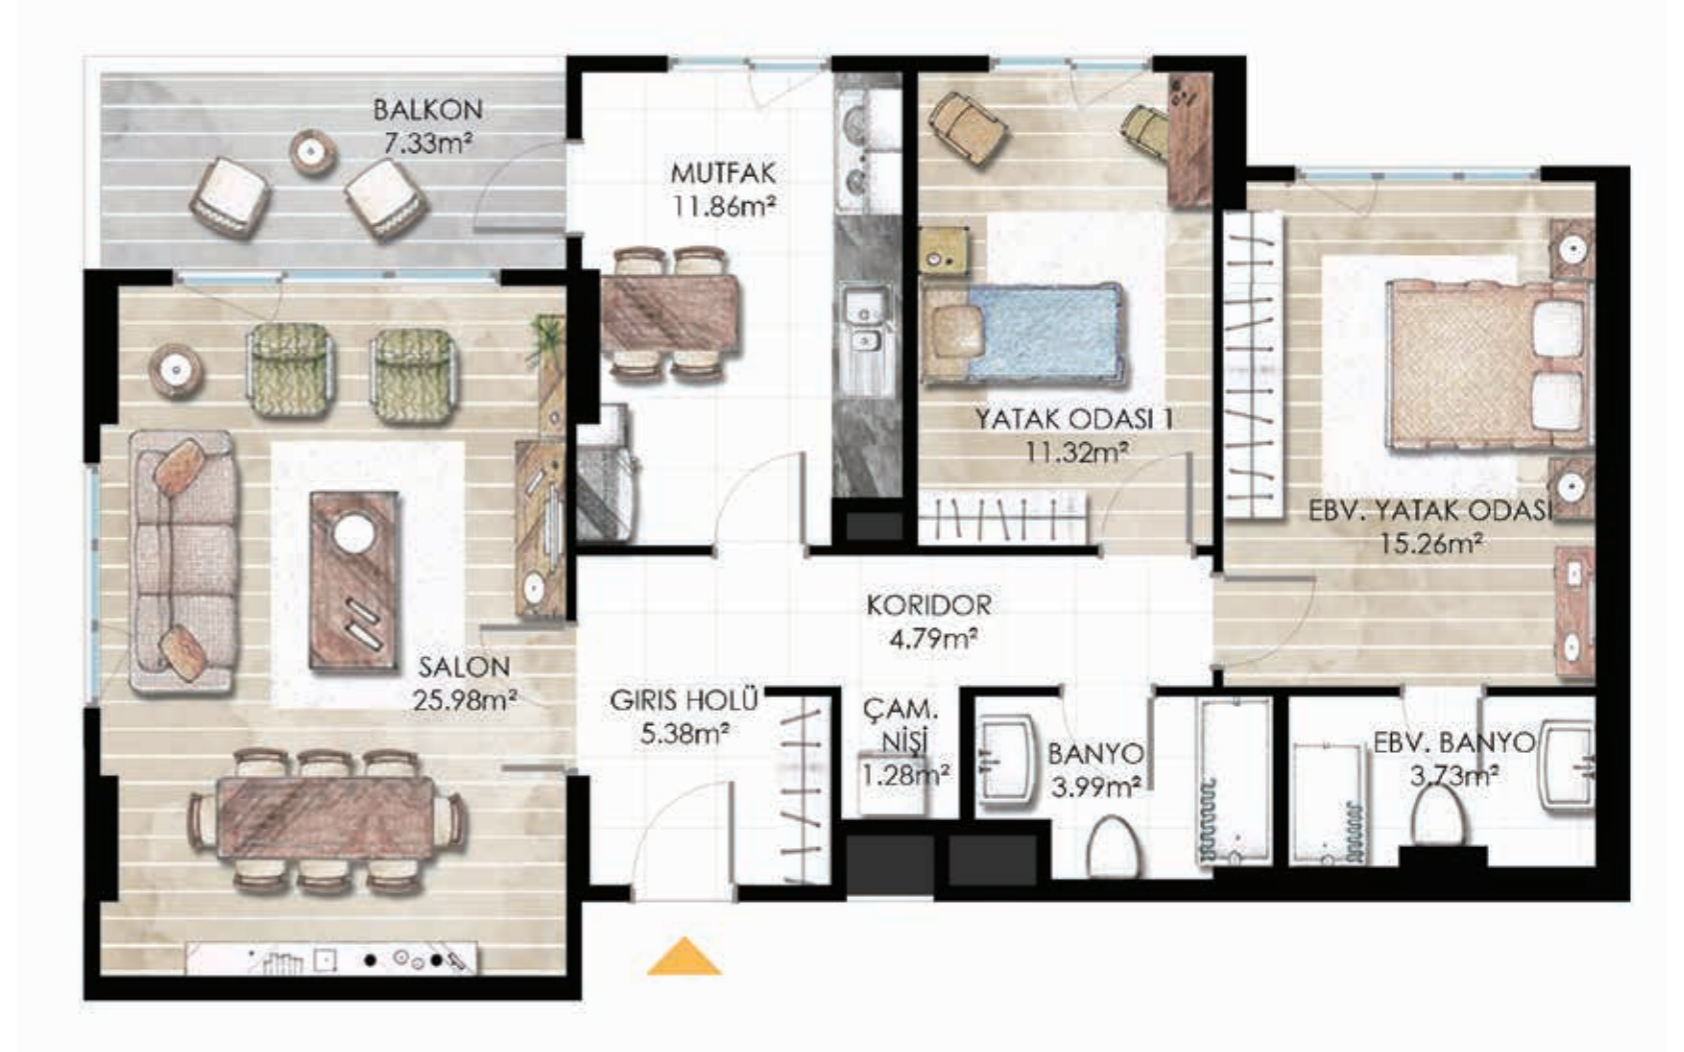 BALKON
7.33m²
MUTFAK
11.86m²
YATAK ODASI 1
11.32m²
EBV. YATAK ODASI
15.26m²
KORIDOR
4.79m²
SALON
25.98m²
GIRIS HOLÜ
5.38m²
ÇAM.
NİŞİ
1.28m²
BANYO
3.99m²
EBV. BANYO
3.73m²